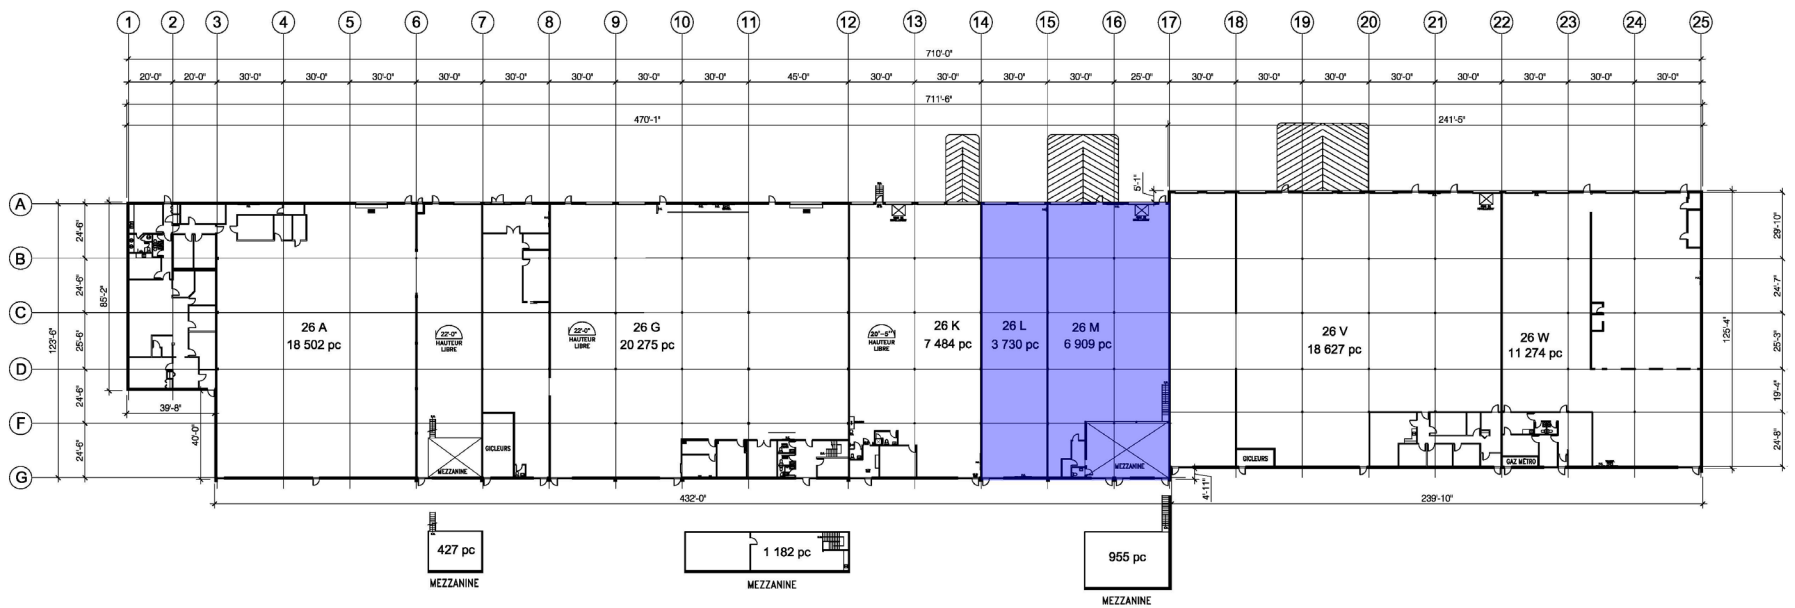 1 2 3 4 5 6 7 8 9 10 11 12 13 14 15 16 17 18 19 20 21 22 23 24 25
710'-0"
20'-0" 20'-0" 30'-0" 30'-0" 30'-0" 30'-0" 30'-0" 30'-0" 30'-0" 30'-0" 45'-0" 30'-0" 30'-0" 30'-0" 30'-0" 25'-0" 30'-0" 30'-0" 30'-0" 30'-0" 30'-0" 30'-0" 30'-0" 30'-0"
711'-6"
470'-1" 241'-5"
5'-1"
A
24'-6" 29'-10"
B
24'-6" 24'-7"
85'-2"
C
26 A 26 G 26 K 26 L 26 M 26 V 26 W
18 502 pc 20 275 pc 7 484 pc 3 730 pc 6 909 pc 18 627 pc 11 274 pc
22'-0" 22'-0" 20'-5"
HAUTEUR HAUTEUR HAUTEUR
LIBRE LIBRE LIBRE
123'-6" 25'-6" 25'-3" 125'-4"
D
24'-6" 19'-4"
39'-8"
F
40'-0"
24'-6" 24'-8"
GICLEURS GICLEURS GAZ MÉTRO
MEZZANINE MEZZANINE
G
4'-11"
432'-0" 239'-10"
427 pc 1 182 pc 955 pc
MEZZANINE MEZZANINE MEZZANINE